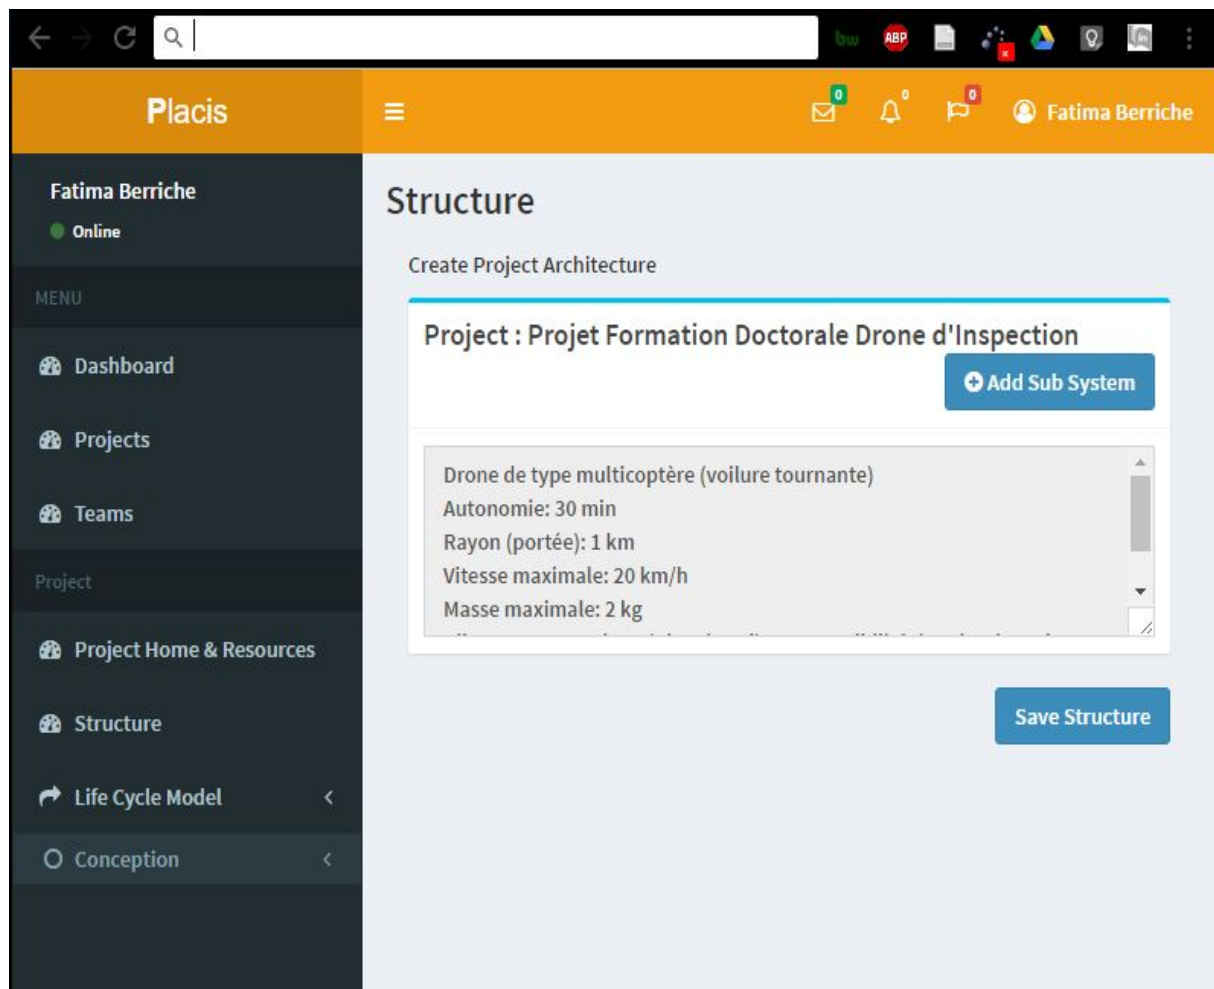 bw
ABP
Placis
0
0
0
Fatima Berriche
Fatima Berriche
Online
MENU
Dashboard
Projects
Teams
Project
Project Home & Resources
Structure
Life Cycle Model
Conception
Structure
Create Project Architecture
Project : Projet Formation Doctorale Drone d'Inspection
Add Sub System
Drone de type multicoptère (voilure tournante)
Autonomie: 30 min
Rayon (portée): 1 km
Vitesse maximale: 20 km/h
Masse maximale: 2 kg
Save Structure